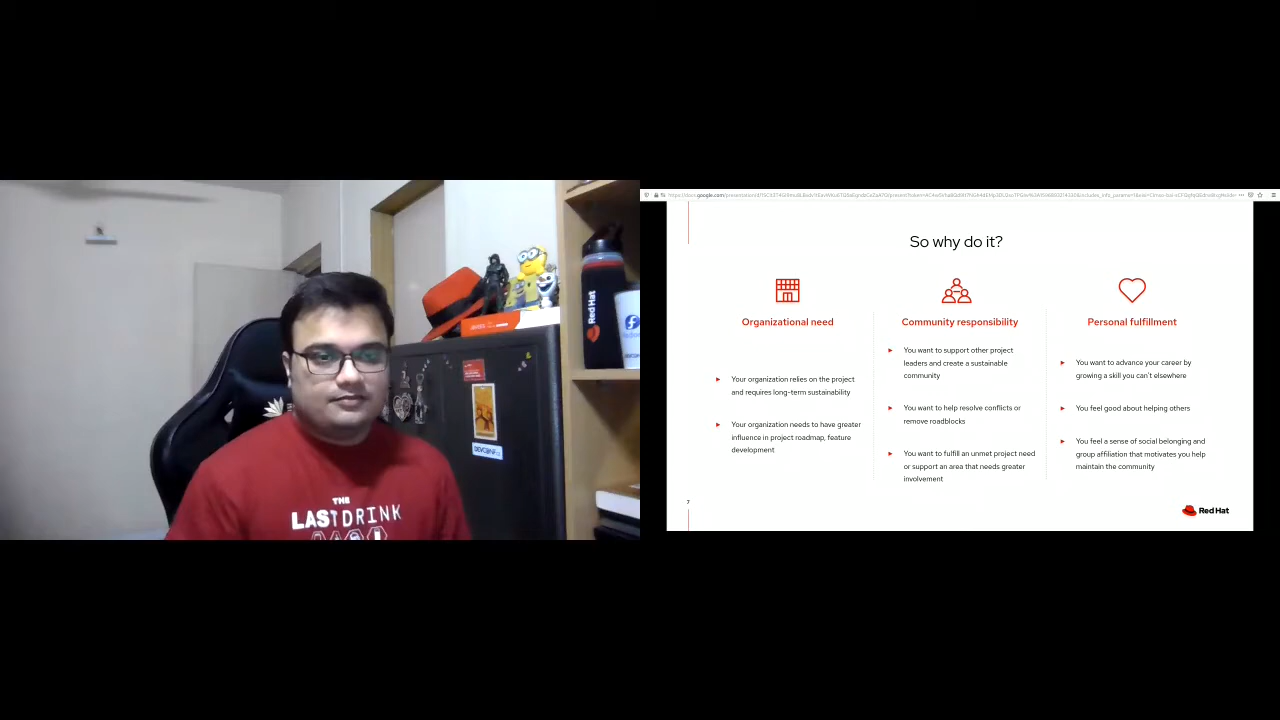 So why do it?
Organizational need
Your organization relies on the project
and requires long-term sustainability
Your organization needs to have greater
influence in project roadmap, feature
development
Community responsibility
You want to support other project
leaders and create a sustainable
community
You want to help resolve conflicts or
remove roadblocks
You want to fulfill an unmet project need
or support an area that needs greater
involvement
Personal fulfillment
You want to advance your career by
growing a skill you can't elsewhere
You feel good about helping others
You feel a sense of social belonging and
group affiliation that motivates you help
maintain the community
7
Red Hat
THE
LAST DRINK
Red Hat
DEVCONF